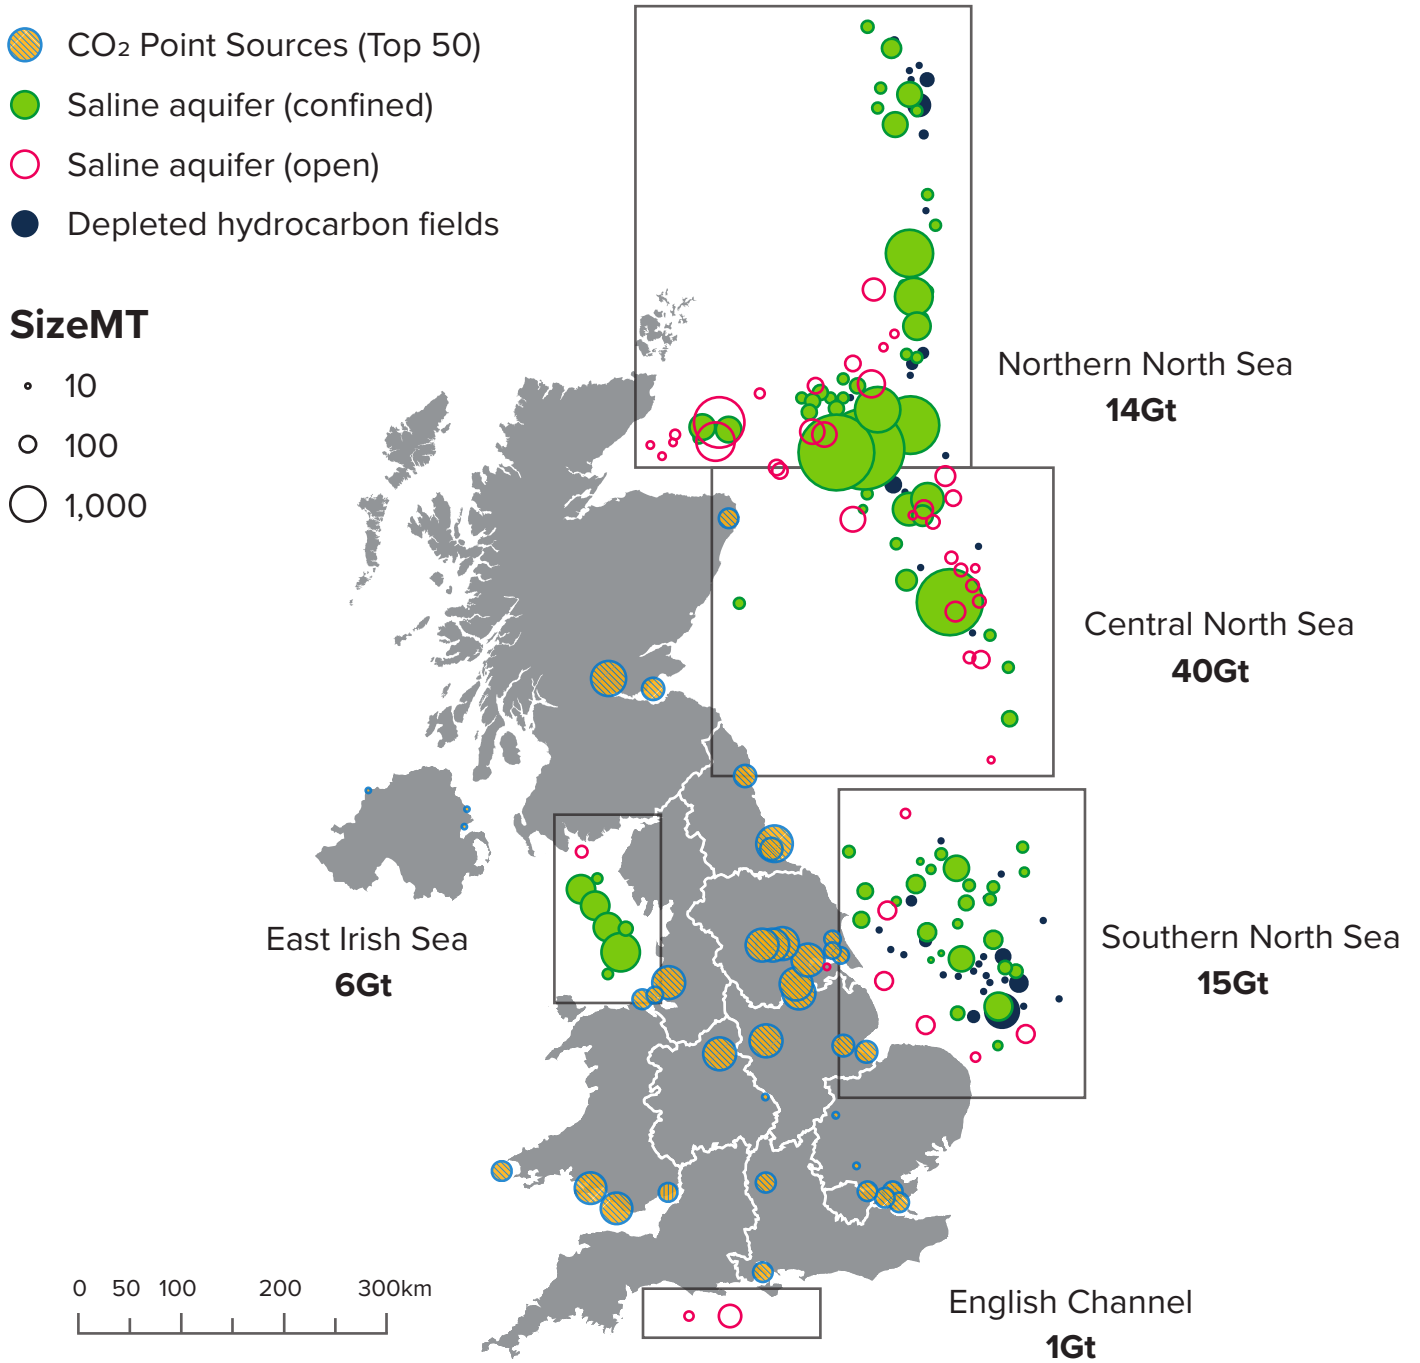 CO₂ Point Sources (Top 50)
Saline aquifer (confined)
Saline aquifer (open)
Depleted hydrocarbon fields
SizeMT
10
100
1,000
Northern North Sea
14Gt
Central North Sea
40Gt
East Irish Sea
6Gt
Southern North Sea
15Gt
0 50 100 200 300km
English Channel
1Gt